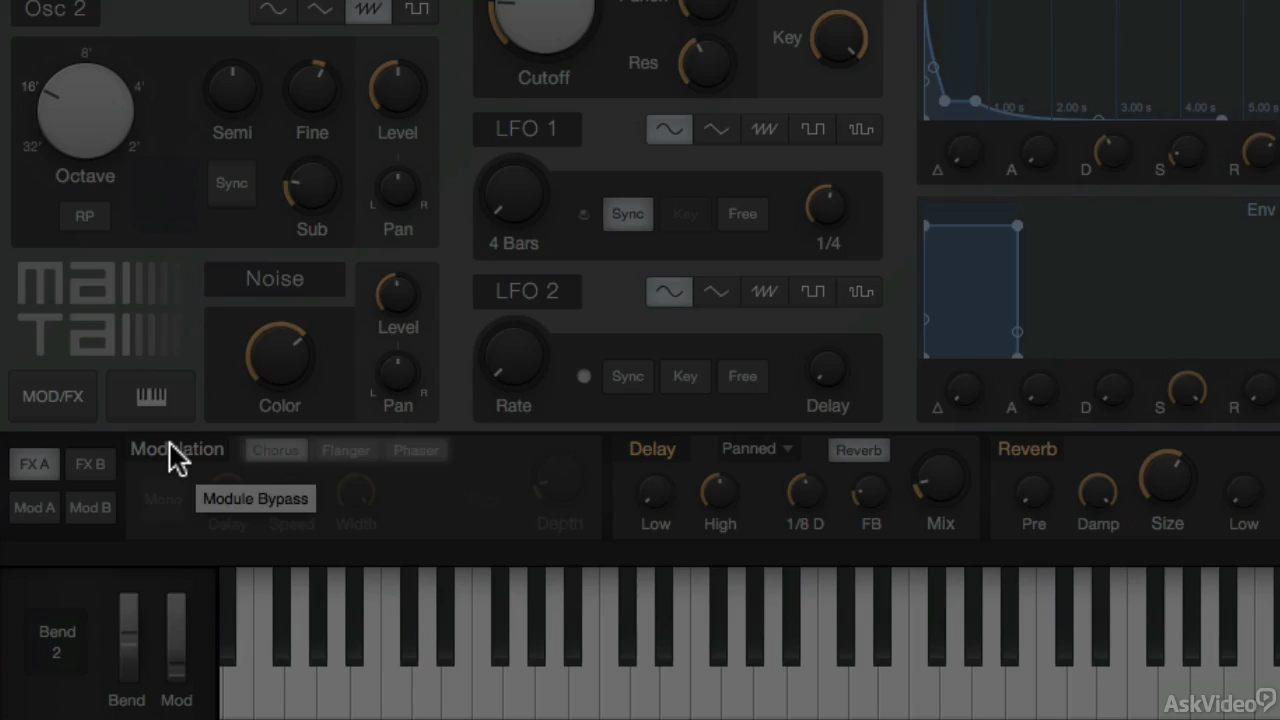 Osc 2
8'
16'
4'
32'
2'
Octave
RP
Semi
Fine
Level
Sync
Sub
L
R
Pan
mai
tai
Noise
Level
Color
L
R
Pan
MOD/FX
Cutoff
Res
Key
LFO 1
4 Bars
Sync
Key
Free
1/4
LFO 2
Rate
Sync
Key
Free
Delay
1.00 s
2.00 s
3.00 s
4.00 s
5.00 s
Δ
A
D
S
R
Env
Δ
A
D
S
R
FX A
FX B
Mod A
Mod B
Modulation
Chorus
Flanger
Phaser
Mono
Module Bypass
Delay
Speed
Width
Depth
Delay
Panned
Reverb
Low
High
1/8 D
FB
Mix
Reverb
Pre
Damp
Size
Low
Bend
2
Bend
Mod
AskVideo